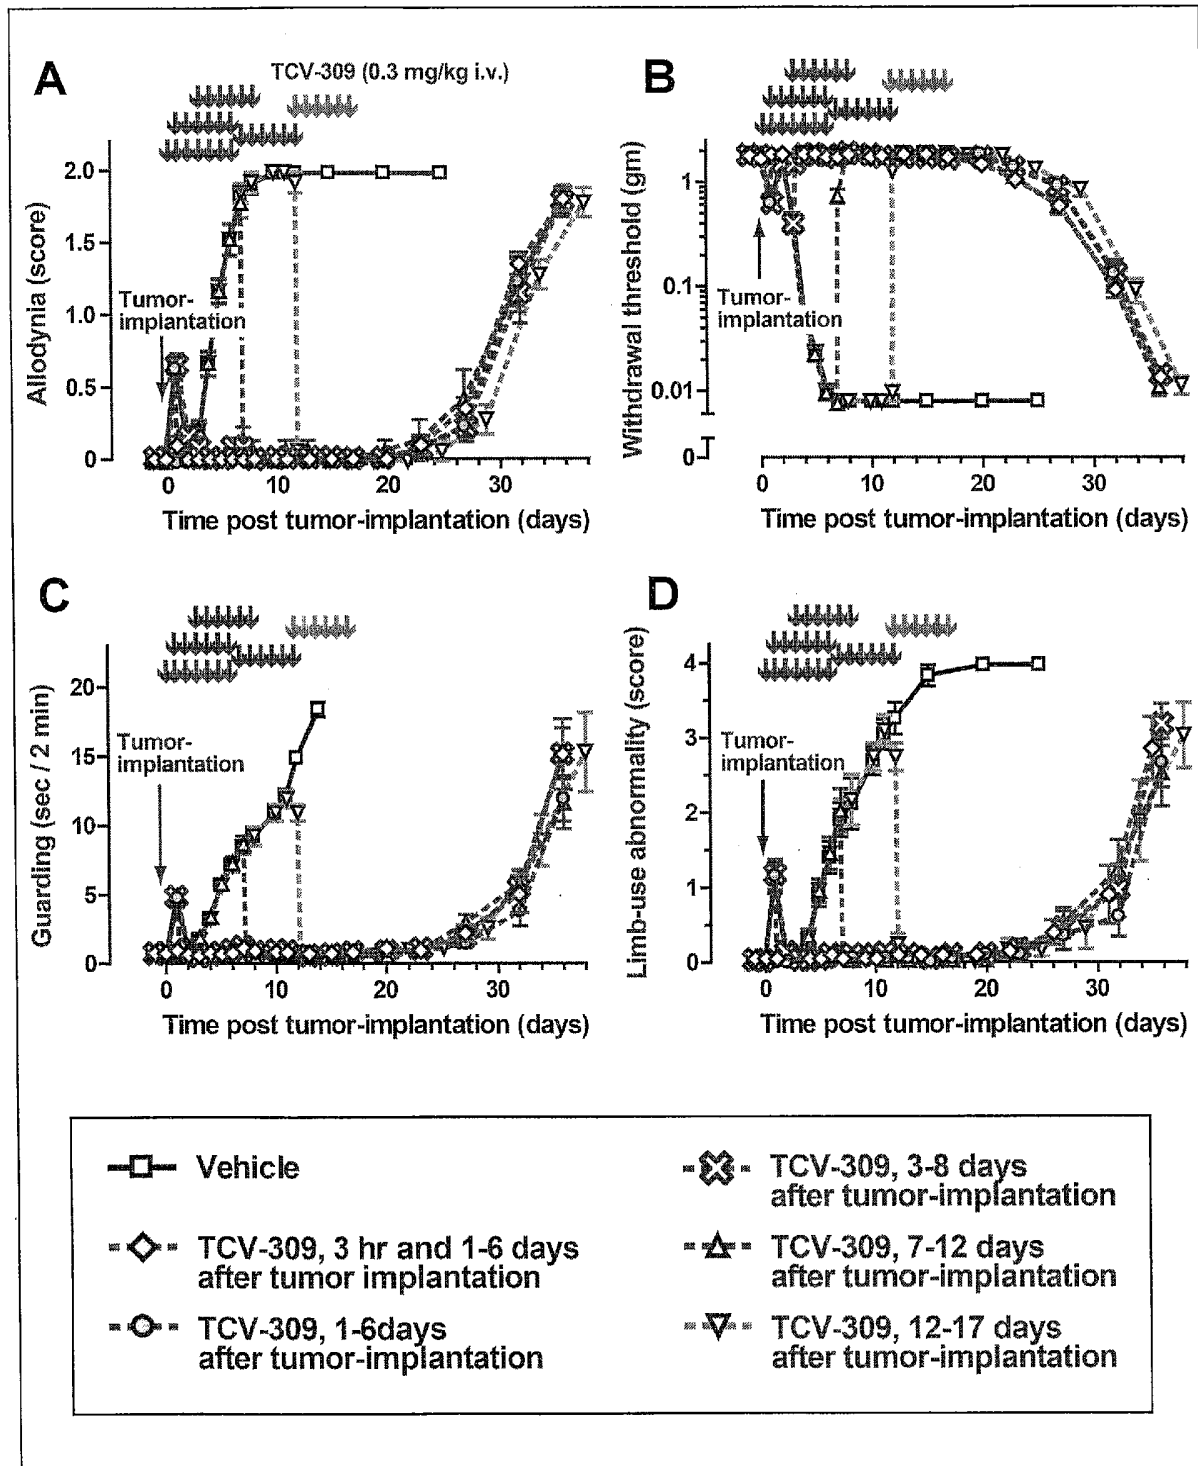 A
TCV-309 (0.3 mg/kg i.v.)
Allodynia (score)
2.0
1.5
1.0
0.5
0
Tumor-
implantation
0
10
20
30
Time post tumor-implantation (days)
B
Withdrawal threshold (gm)
1
0.1
0.01
0
Tumor-
implantation
0
10
20
30
Time post tumor-implantation (days)
C
Guarding (sec / 2 min)
20
15
10
5
0
Tumor-
implantation
0
10
20
30
Time post tumor-implantation (days)
D
Limb-use abnormality (score)
4
3
2
1
0
Tumor-
implantation
0
10
20
30
Time post tumor-implantation (days)
Vehicle
TCV-309, 3 hr and 1-6 days
after tumor implantation
TCV-309, 1-6days
after tumor-implantation
TCV-309, 3-8 days
after tumor-implantation
TCV-309, 7-12 days
after tumor-implantation
TCV-309, 12-17 days
after tumor-implantation